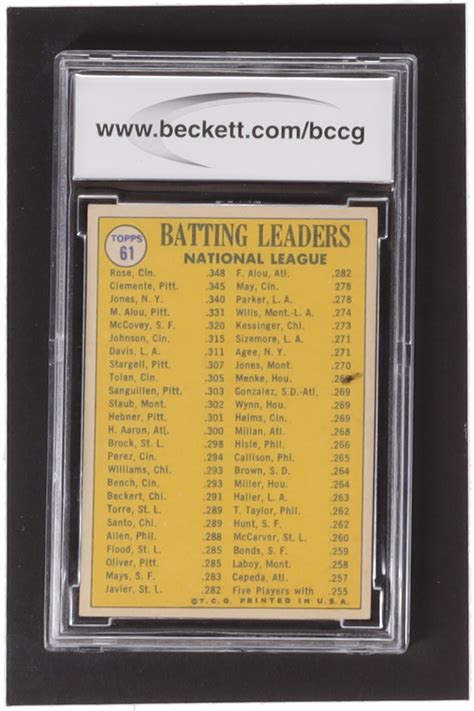 www.beckett.com/bccg
TOPPS
61
BATTING LEADERS
NATIONAL LEAGUE
Rose, Cin. .348 F. Alou, Atl. .282
Clemente, Pitt. .345 May, Cin. .278
Jones, N. Y. .340 Parker, L. A. .278
M. Alou, Pitt. .331 Wills, Mont.-L. A. .274
McCovey, S. F. .320 Kessinger, Chi. .273
Johnson, Cin. .315 Sizemore, L. A. .271
Davis, L. A. .311 Agee, N. Y. .271
Stargell, Pitt. .307 Jones, Mont. .270
Tolan, Cin. .305 Menke, Hou. .269
Sanguillen, Pitt. .303 Gonzalez, S.D.-Atl. .269
Staub, Mont. .302 Wynn, Hou. .269
Hebner, Pitt. .301 Helms, Cin. .269
H. Aaron, Atl. .300 Millan, Atl. .268
Brock, St. L. .298 Hisle, Phil. .266
Perez, Cin. .294 Callison, Phil. .265
Williams, Chi. .293 Brown, S. D. .264
Bench, Cin. .293 Miller, Hou. .264
Beckert, Chi. .291 Haller, L. A. .263
Torre, St. L. .289 T. Taylor, Phil. .262
Santo, Chi. .289 Hunt, S. F. .262
Allen, Phil. .288 McCarver, St. L. .260
Flood, St. L. .285 Bonds, S. F. .259
Oliver, Pitt. .285 Laboy, Mont. .258
Mays, S. F. .283 Cepeda, Atl. .257
Javier, St. L. .282 Five Players with .255
©T.C.G. PRINTED IN U.S.A.